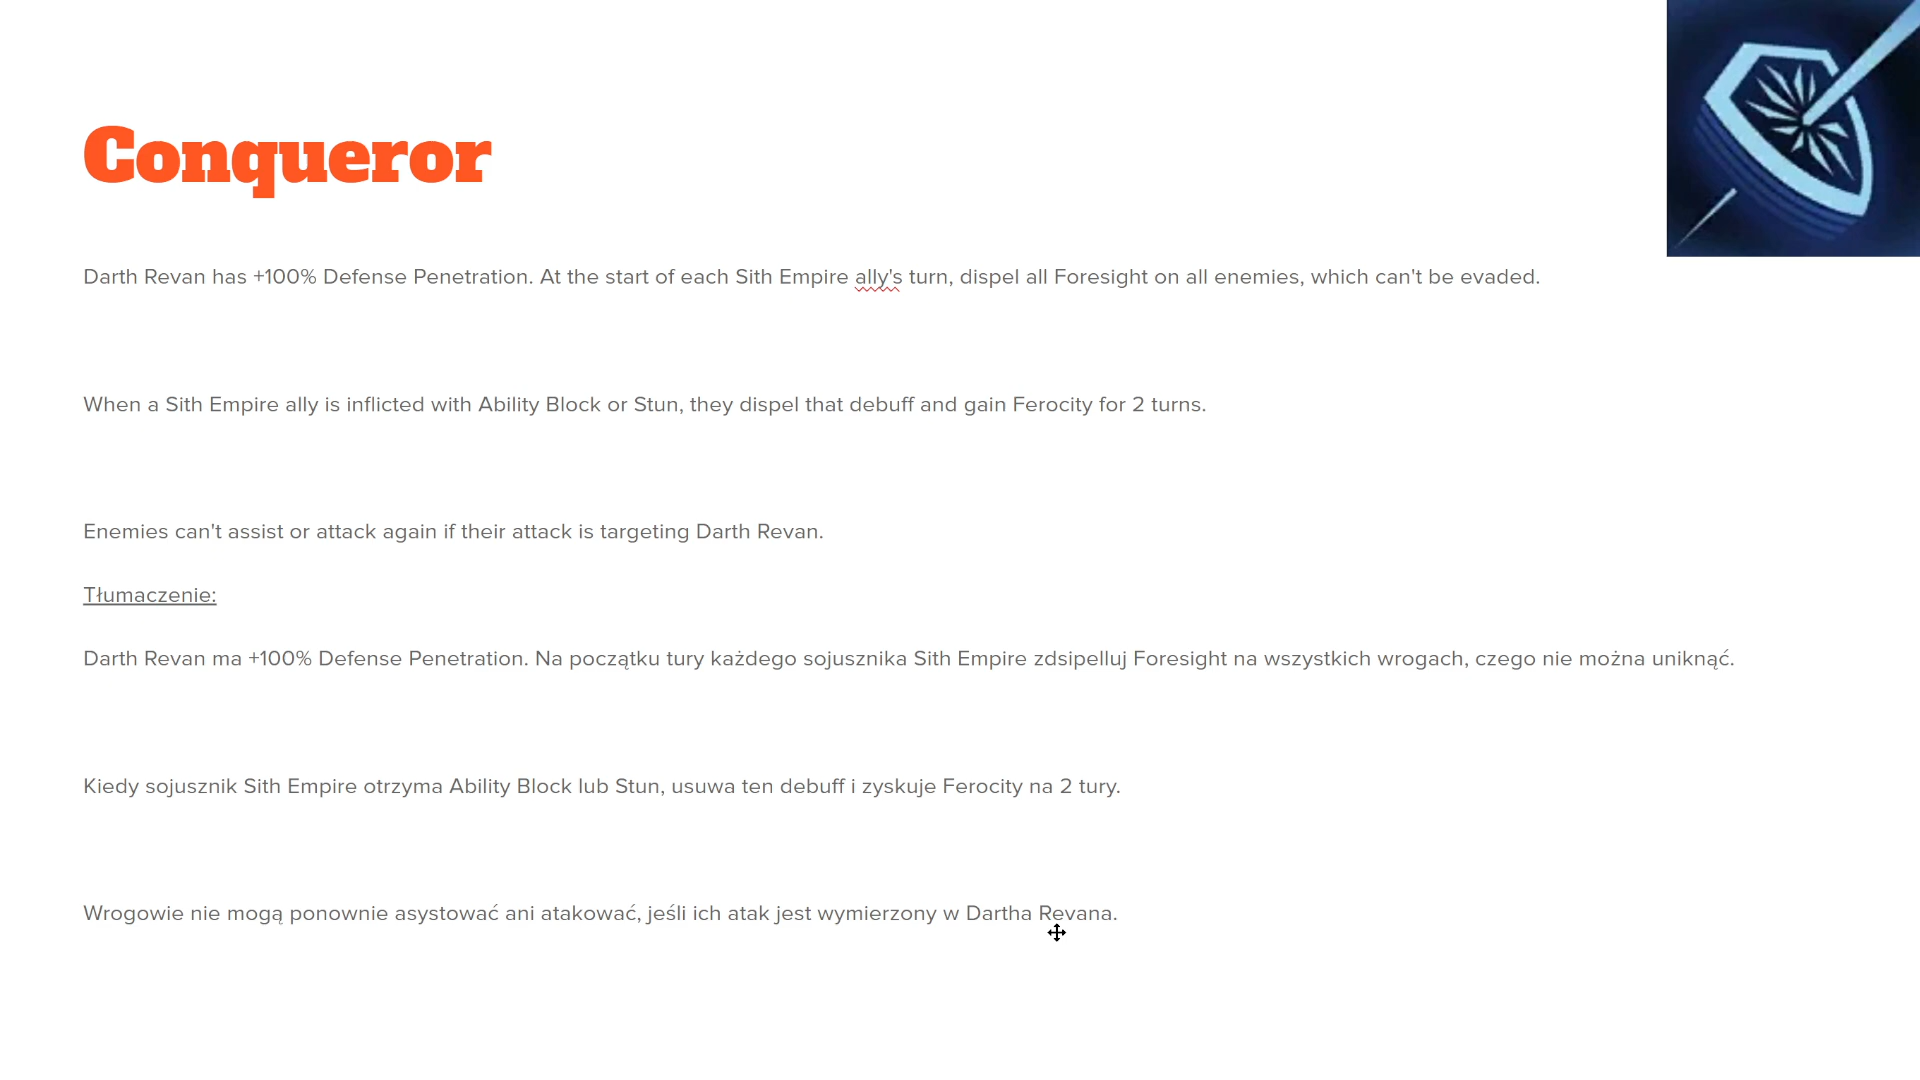 Conqueror
Darth Revan has +100% Defense Penetration. At the start of each Sith Empire ally's turn, dispel all Foresight on all enemies, which can't be evaded.
When a Sith Empire ally is inflicted with Ability Block or Stun, they dispel that debuff and gain Ferocity for 2 turns.
Enemies can't assist or attack again if their attack is targeting Darth Revan.
Tłumaczenie:
Darth Revan ma +100% Defense Penetration. Na początku tury każdego sojusznika Sith Empire zdsipelluj Foresight na wszystkich wrogach, czego nie można uniknąć.
Kiedy sojusznik Sith Empire otrzyma Ability Block lub Stun, usuwa ten debuff i zyskuje Ferocity na 2 tury.
Wrogowie nie mogą ponownie asystować ani atakować, jeśli ich atak jest wymierzony w Dartha Revana.